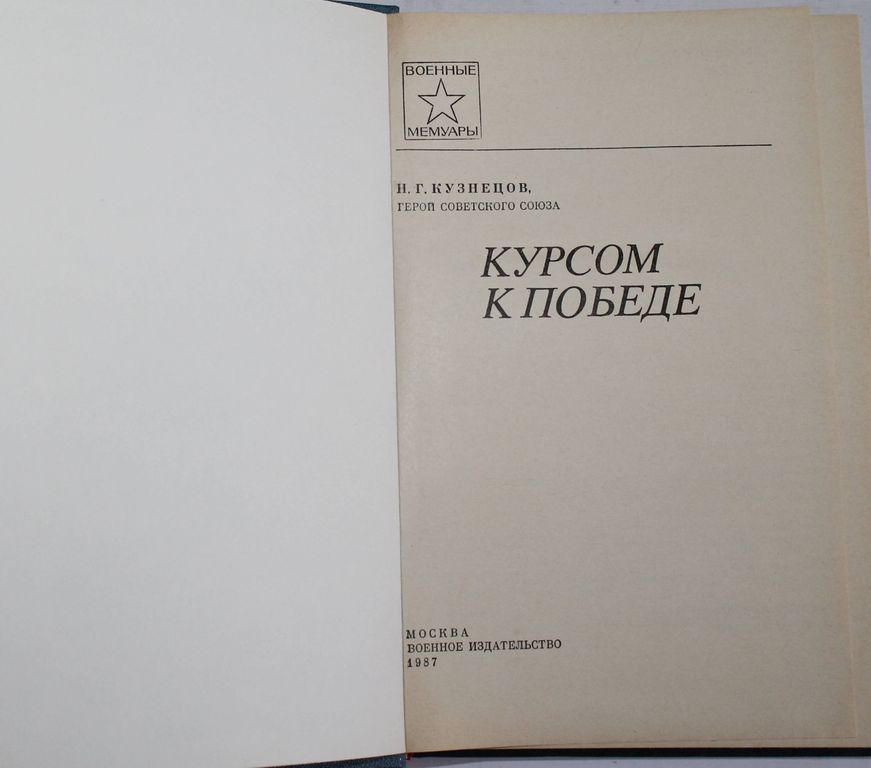 ВОЕННЫЕ
МЕМУАРЫ
Н. Г. КУЗНЕЦОВ,
ГЕРОЙ СОВЕТСКОГО СОЮЗА
КУРСОМ
К ПОБЕДЕ
МОСКВА
ВОЕННОЕ ИЗДАТЕЛЬСТВО
1987